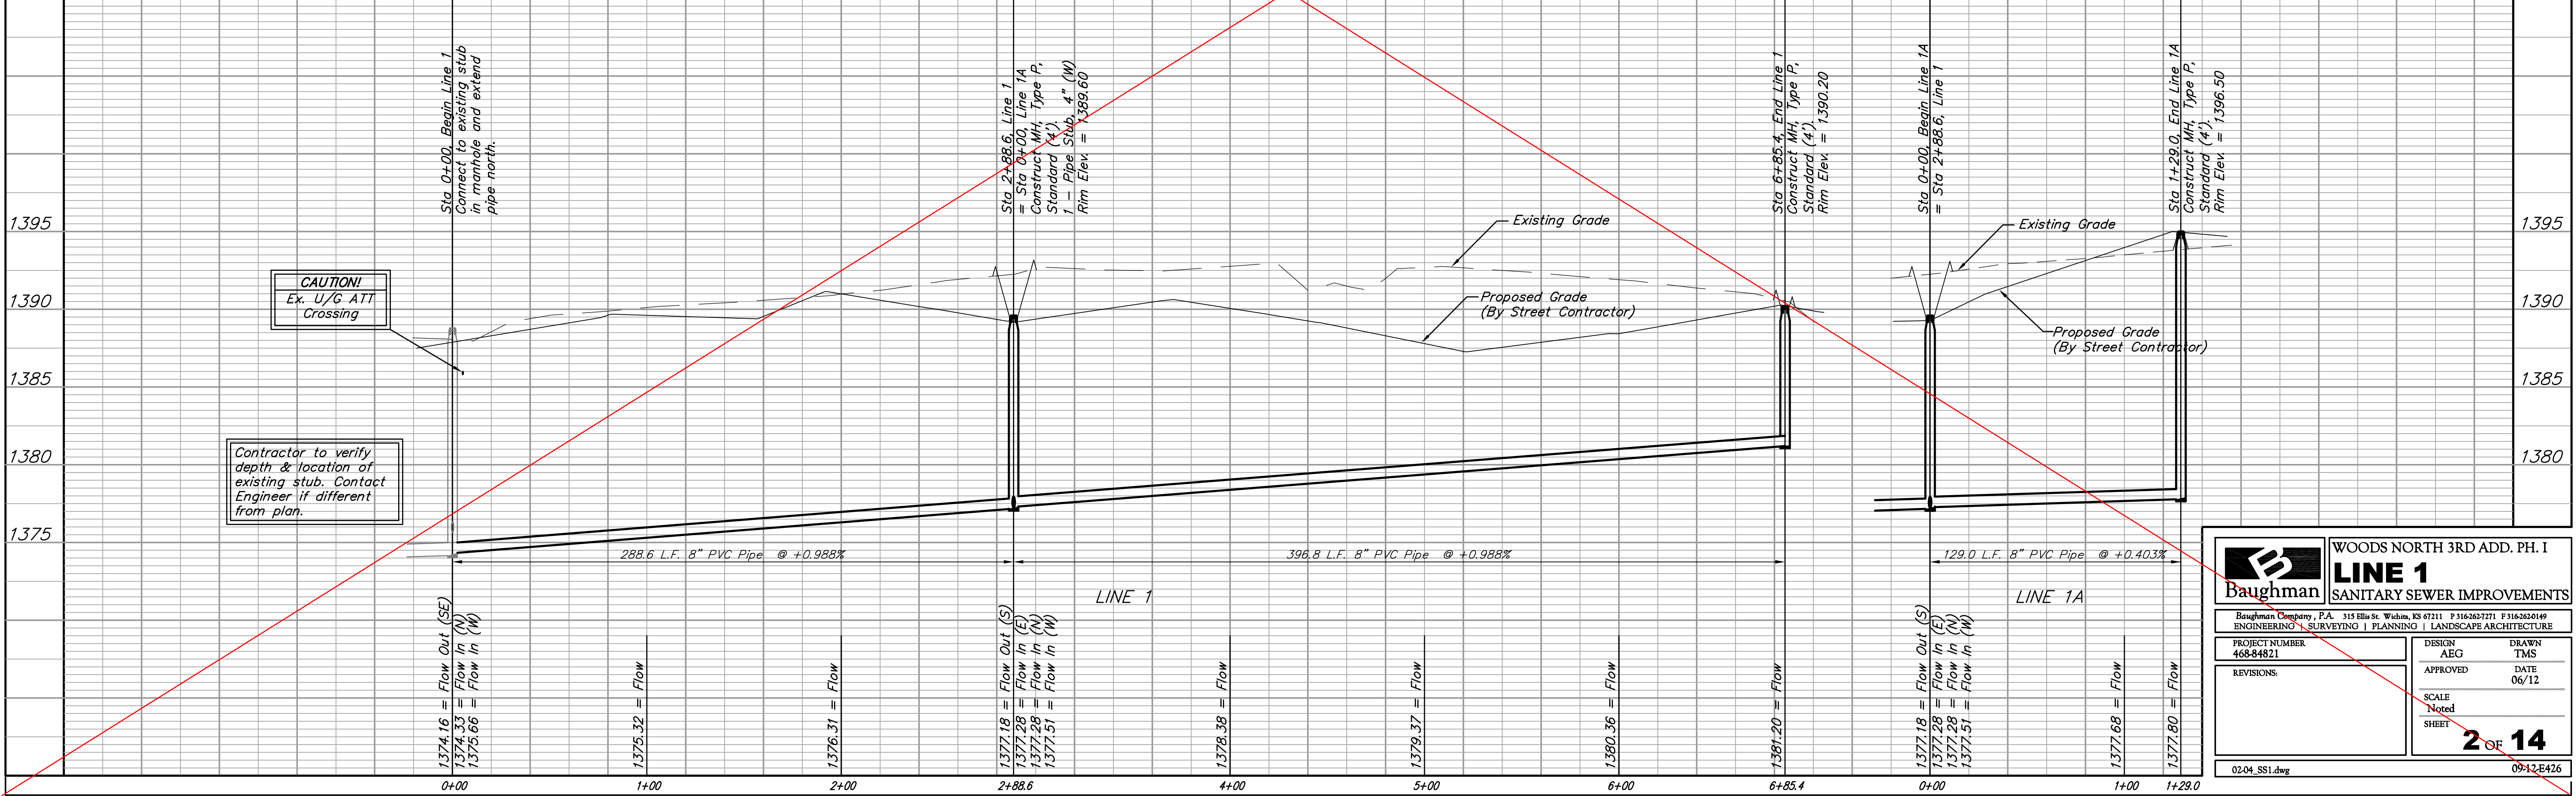 Sta 0+00, Begin Line 1
Connect to existing stub
in manhole and extend
pipe north.
Sta 2+88.6, Line 1
= Sta 0+00, Line 1A
Construct MH, Type P,
Standard (4').
1 - Pipe Stub, 4" (W)
Rim Elev. = 1389.60
Sta 6+85.4, End Line 1
Construct MH, Type P,
Standard (4').
Rim Elev. = 1390.20
Sta 0+00, Begin Line 1A
= Sta 2+88.6, Line 1
Sta 1+29.0, End Line 1A
Construct MH, Type P,
Standard (4').
Rim Elev. = 1396.50
1395
1390
1385
1380
1375
1395
1390
1385
1380
CAUTION!
Ex. U/G ATT
Crossing
Contractor to verify
depth & location of
existing stub. Contact
Engineer if different
from plan.
Existing Grade
Proposed Grade
(By Street Contractor)
Existing Grade
Proposed Grade
(By Street Contractor)
288.6 L.F. 8" PVC Pipe @ +0.988%
396.8 L.F. 8" PVC Pipe @ +0.988%
129.0 L.F. 8" PVC Pipe @ +0.403%
LINE 1
LINE 1A
1374.16 = Flow Out (SE)
1374.33 = Flow In (N)
1375.66 = Flow In (W)
1375.32 = Flow
1376.31 = Flow
1377.18 = Flow Out (S)
1377.28 = Flow In (E)
1377.28 = Flow In (N)
1377.51 = Flow In (W)
1378.38 = Flow
1379.37 = Flow
1380.36 = Flow
1381.20 = Flow
1377.18 = Flow Out (S)
1377.28 = Flow In (E)
1377.28 = Flow In (N)
1377.51 = Flow In (W)
1377.68 = Flow
1377.80 = Flow
0+00
1+00
2+00
2+88.6
4+00
5+00
6+00
6+85.4
0+00
1+00
1+29.0
Baughman
WOODS NORTH 3RD ADD. PH. I
LINE 1
SANITARY SEWER IMPROVEMENTS
Baughman Company, P.A. 315 Ellis St. Wichita, KS 67211 P 316-262-7271 F 316-262-0149
ENGINEERING | SURVEYING | PLANNING | LANDSCAPE ARCHITECTURE
PROJECT NUMBER
468-84821
DESIGN
AEG
DRAWN
TMS
REVISIONS:
APPROVED
DATE
06/12
SCALE
Noted
SHEET
2 OF 14
02-04_SS1.dwg
09-12-E426